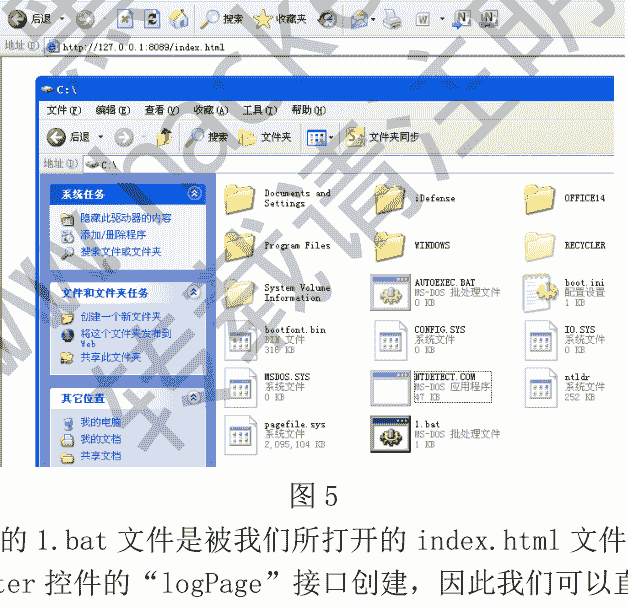 后退
搜索
收藏夹
地址(D)
http://127.0.0.1:8089/index.html
C:\
文件(F) 编辑(E) 查看(V) 收藏(A) 工具(T) 帮助(H)
后退
搜索
文件夹
文件夹同步
地址(D)
C:\
系统任务
隐藏此驱动器的内容
添加/删除程序
搜索文件或文件夹
文件和文件夹任务
创建一个新文件夹
将这个文件夹发布到
Web
共享此文件夹
其它位置
我的电脑
我的文档
共享文档
Documents and
Settings
iDefense
OFFICE14
Program Files
WINDOWS
RECYCLER
System Volume
Information
AUTOEXEC.BAT
MS-DOS 批处理文件
0 KB
boot.ini
配置设置
1 KB
bootfont.bin
BIN 文件
316 KB
CONFIG.SYS
系统文件
0 KB
IO.SYS
系统文件
0 KB
MSDOS.SYS
系统文件
0 KB
NTDETECT.COM
MS-DOS 应用程序
47 KB
ntldr
系统文件
252 KB
pagefile.sys
系统文件
2,095,104 KB
1.bat
MS-DOS 批处理文件
1 KB
图 5
的 1.bat 文件是被我们所打开的 index.html 文件
ter 控件的“logPage”接口创建，因此我们可以直
转载请注明